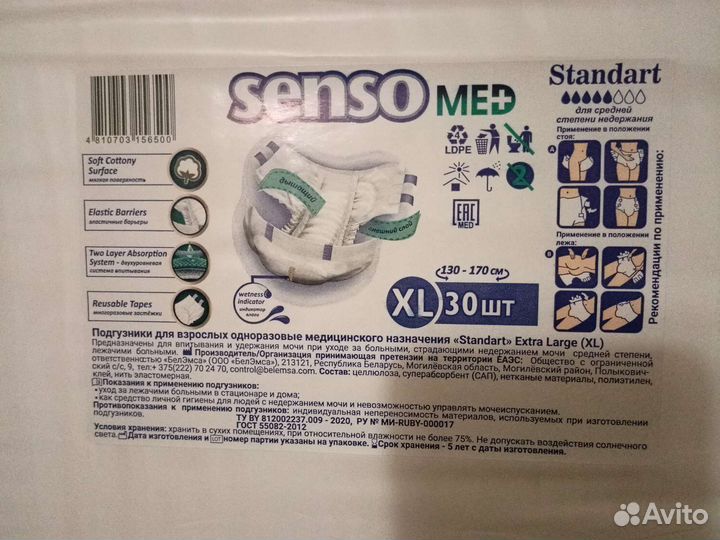 senso MED
Standart
для средней
степени недержания
Применение в положении
стоя:
A
Применение в положении
лежа:
B
Рекомендации по применению:
4 810703 156500
Soft Cottony
Surface
мягкая поверхность
Elastic Barriers
эластичные барьеры
Two Layer Absorption
System - двухуровневая
система впитывания
Reusable Tapes
многоразовые застёжки
дышащий
внешний слой
wetness
indicator
индикатор
влаги
4
LDPE
2
EAC
MED
130 - 170 см
XL 30 шт
Подгузники для взрослых одноразовые медицинского назначения «Standart» Extra Large (XL)
Предназначены для впитывания и удержания мочи при уходе за больными, страдающими недержанием мочи средней степени,
лежачими больными. Производитель/Организация принимающая претензии на территории ЕАЭС: Общество с ограниченной
ответственностью «БелЭмса» (ООО «БелЭмса»), 213121, Республика Беларусь, Могилёвская область, Могилёвский район, Полыкович-
ский с/с, 9, тел:+ 375(222) 70 24 70, control@belemsa.com. Состав: целлюлоза, суперабсорбент (САП), нетканые материалы, полиэтилен,
клей, нить эластомерная.
Показания к применению подгузников:
•уход за лежачими больными в стационаре и дома;
•как средство личной гигиены для людей с недержанием мочи и невозможностью управлять мочеиспусканием.
Противопоказания к применению подгузников: индивидуальная непереносимость материалов, используемых при изготовлении
подгузников.
ТУ BY 812002237.009 - 2020, РУ № МИ-RUBY-000017
ГОСТ 55082-2012
Условия хранения: хранить в сухих помещениях, при относительной влажности не более 75%. Не допускать воздействия солнечного
света. Дата изготовления и LOT номер партии указаны на упаковке. Срок хранения - 5 лет с даты изготовления.
Avito